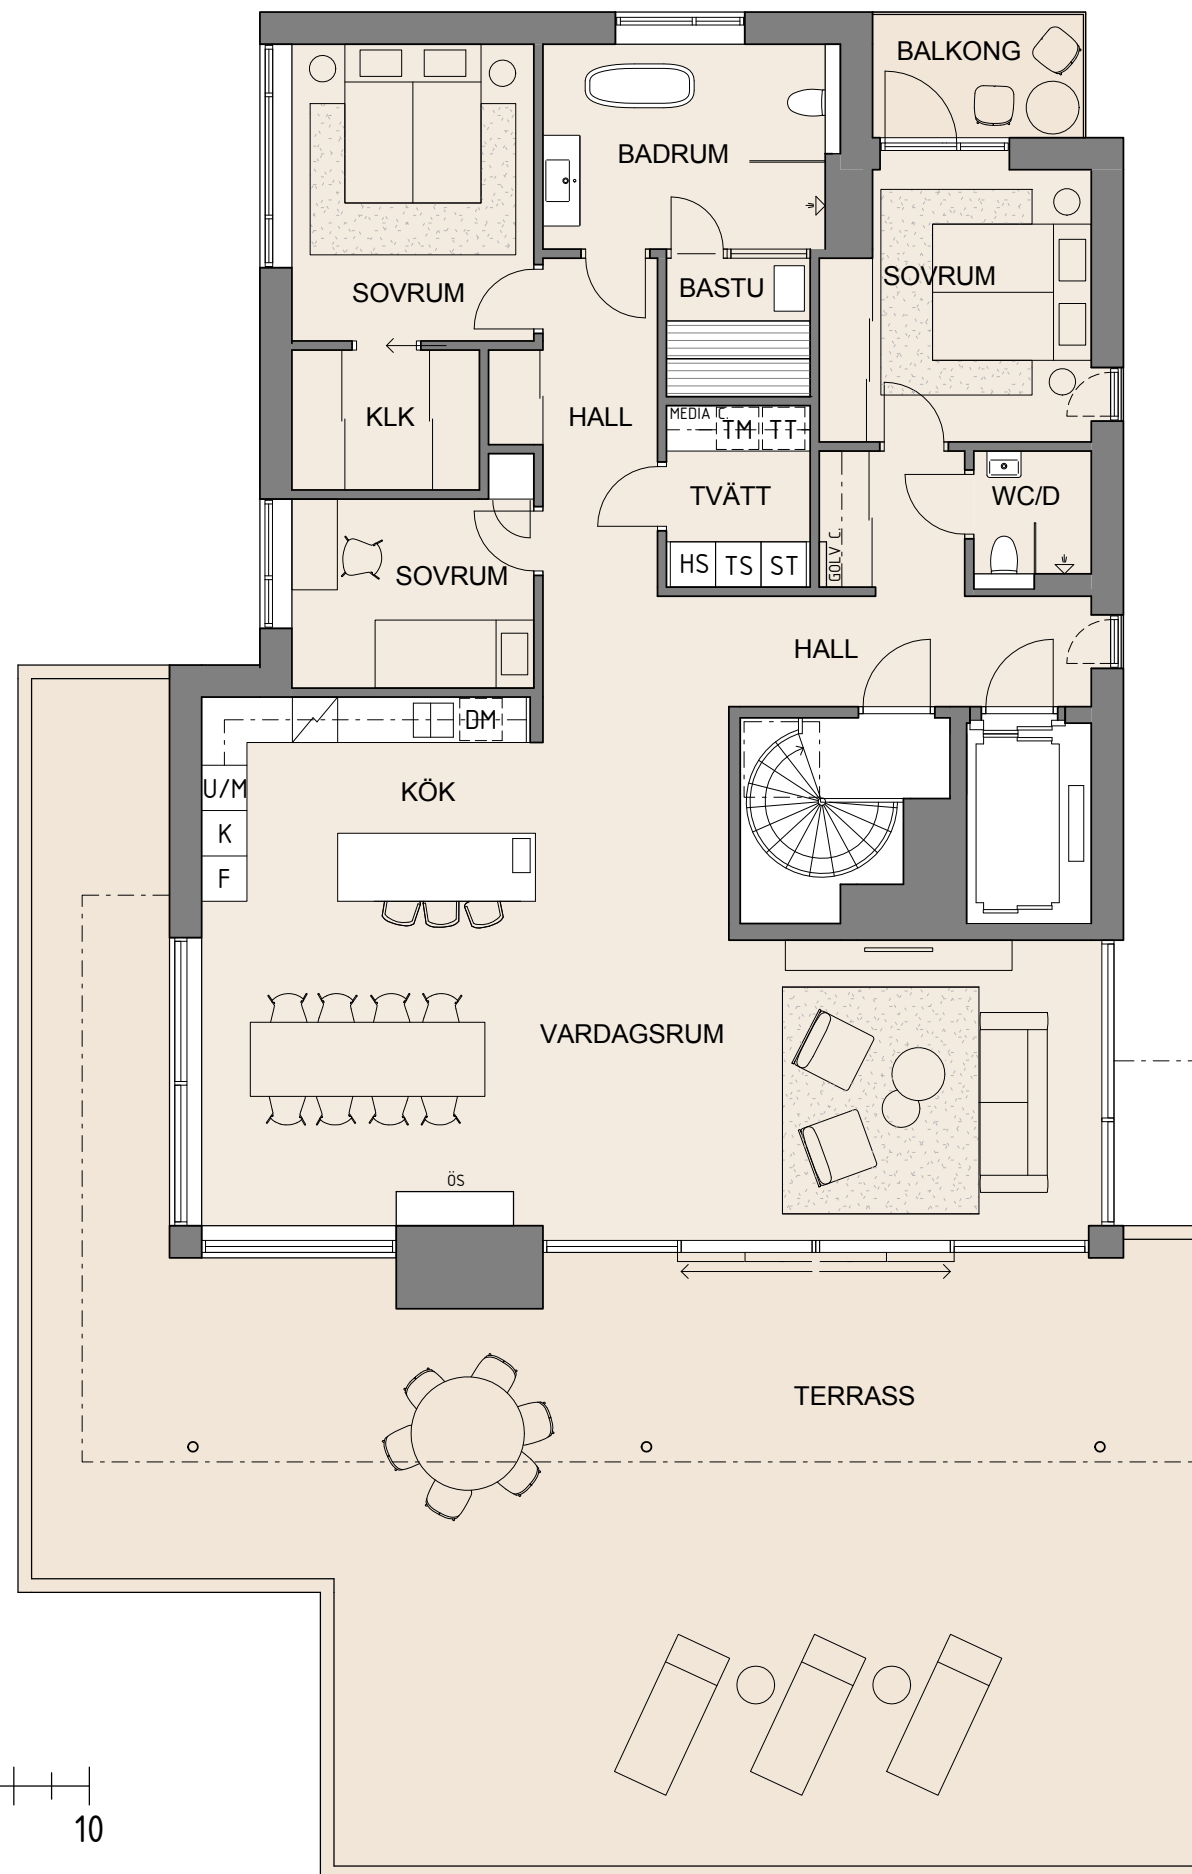 BALKONG
BADRUM
SOVRUM
BASTU
SOVRUM
KLK
HALL
MEDIA C.
TM
TT
TVÄTT
WC/D
GOLV C.
HS
TS
ST
SOVRUM
HALL
DM
U/M
KÖK
K
F
VARDAGSRUM
ÖS
TERRASS
10